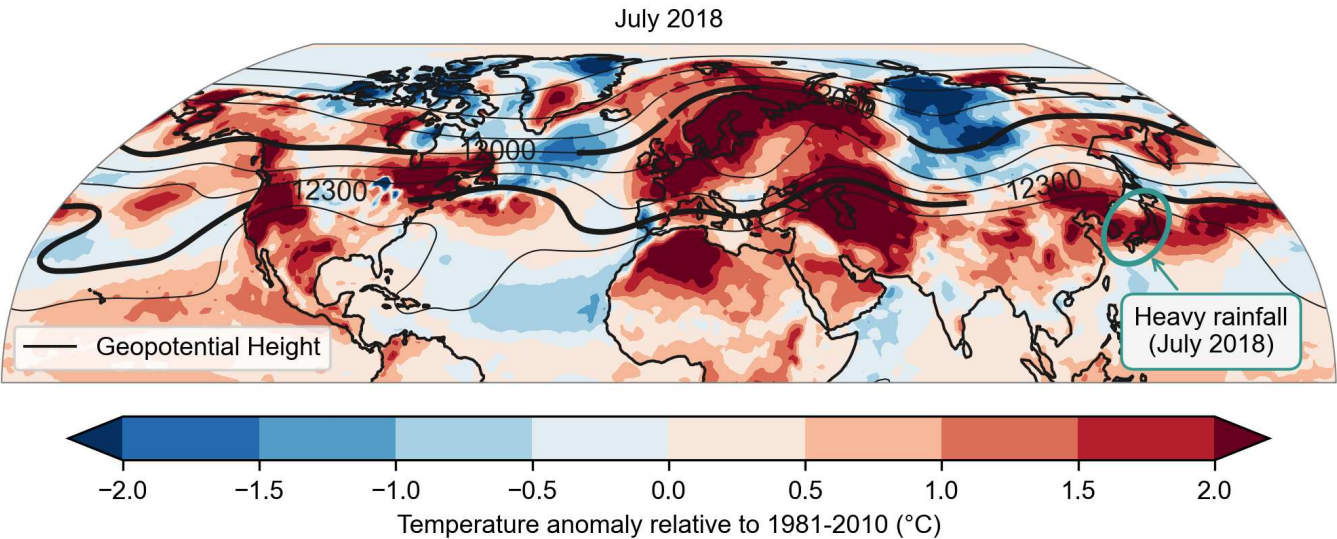 July 2018
12000
12000
12300
12300
Geopotential Height
Heavy rainfall
(July 2018)
−2.0 −1.5 −1.0 −0.5 0.0 0.5 1.0 1.5 2.0
Temperature anomaly relative to 1981-2010 (°C)